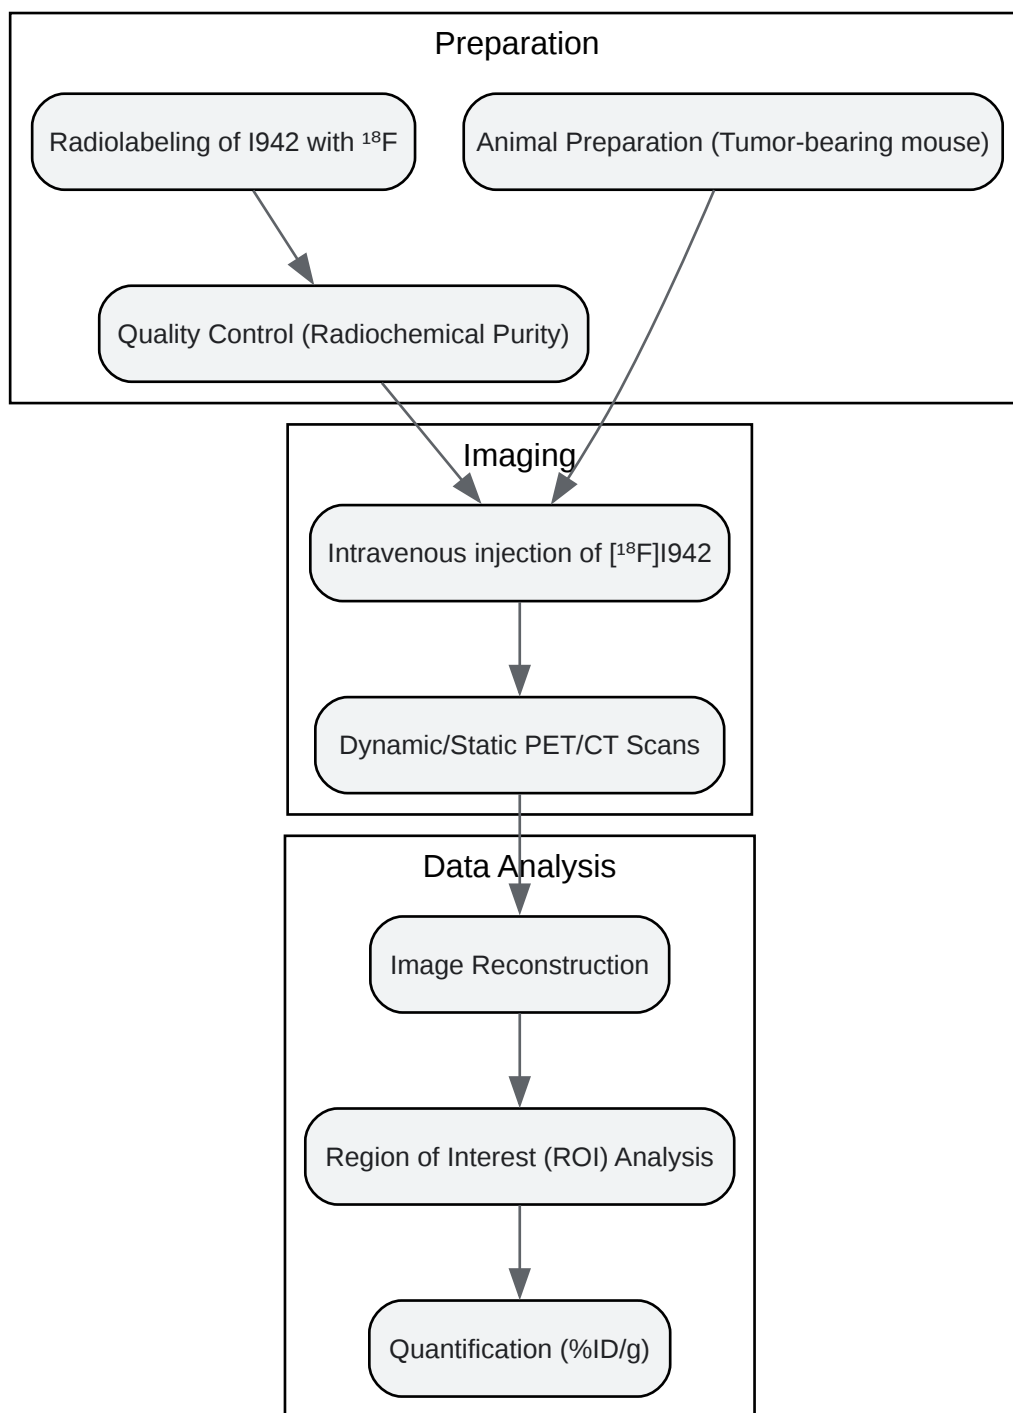 Preparation
Radiolabeling of I942 with ¹⁸F
Animal Preparation (Tumor-bearing mouse)
Quality Control (Radiochemical Purity)
Imaging
Intravenous injection of [¹⁸F]I942
Dynamic/Static PET/CT Scans
Data Analysis
Image Reconstruction
Region of Interest (ROI) Analysis
Quantification (%ID/g)